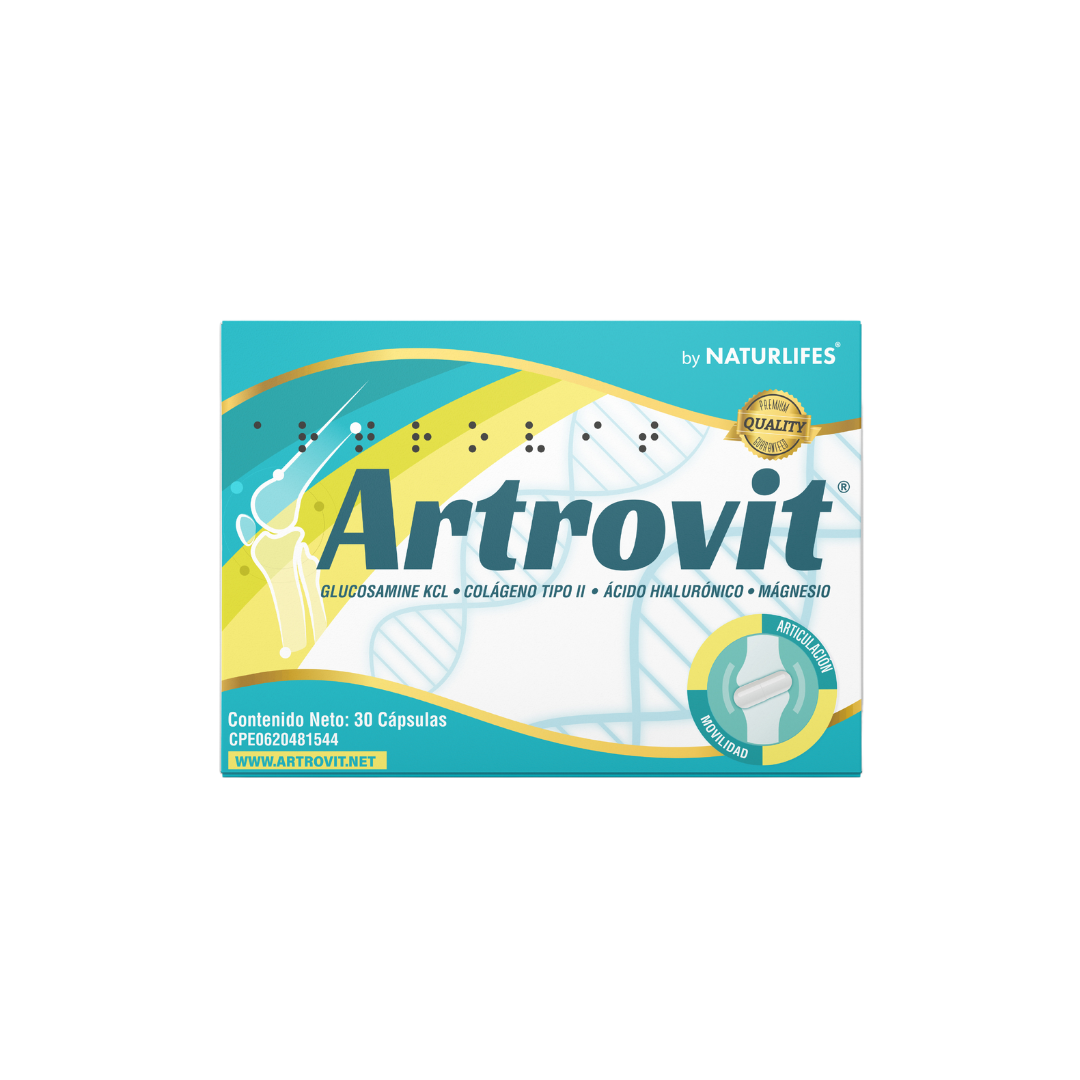 by NATURLIFES®
PREMIUM
QUALITY
GUARANTEED
Artrovit®
GLUCOSAMINE KCL • COLÁGENO TIPO II • ÁCIDO HIALURÓNICO • MÁGNESIO
ARTICULACIÓN
MOVILIDAD
Contenido Neto: 30 Cápsulas
CPE0620481544
WWW.ARTROVIT.NET